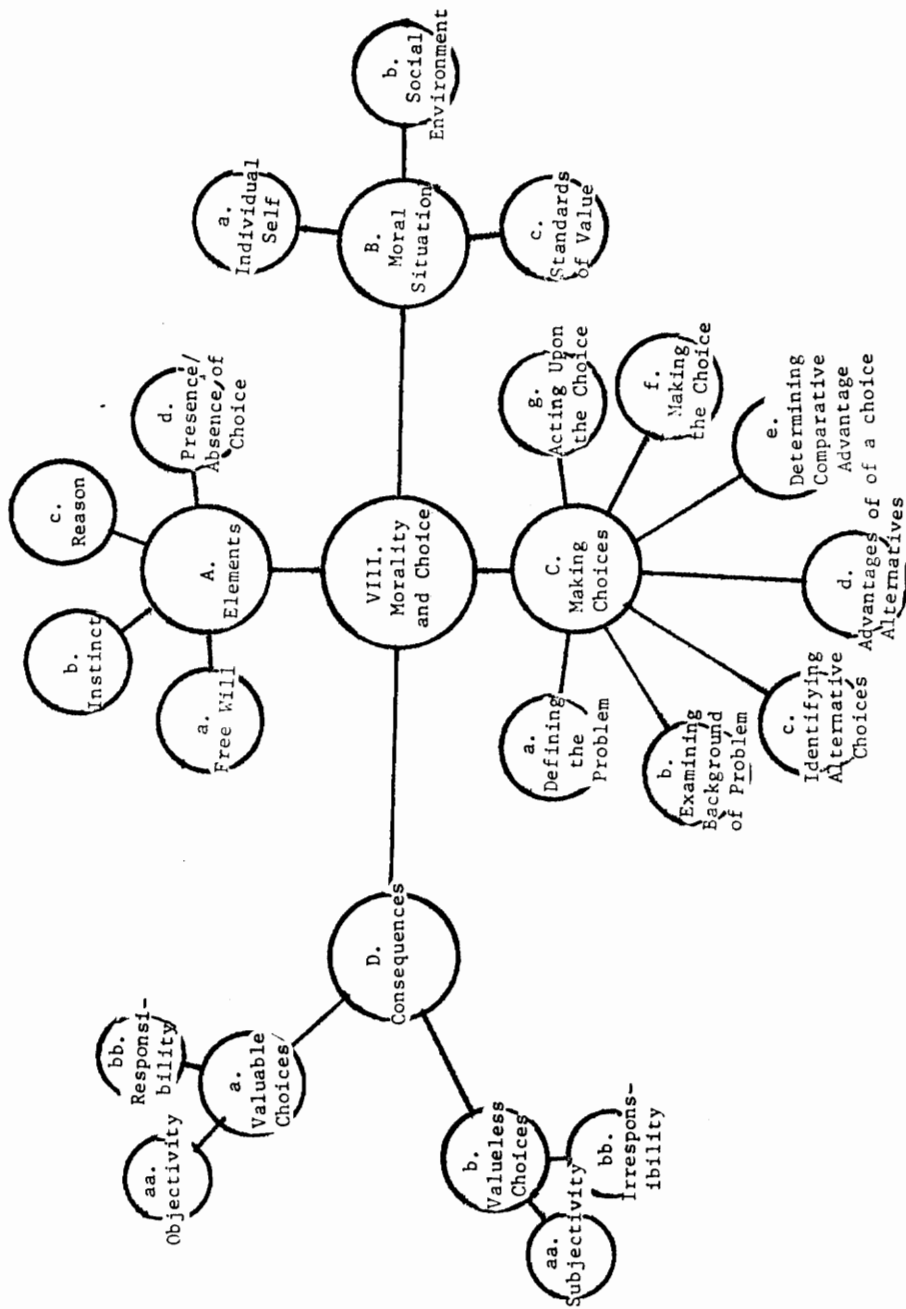 VIII.
Morality
and Choice
A.
Elements
a.
Free Will
b.
Instinct
c.
Reason
d.
Presence/
Absence of
Choice
B.
Moral
Situation
a.
Individual
Self
b.
Social
Environment
c.
Standards
of Value
C.
Making
Choices
a.
Defining
the
Problem
b.
Examining
Background
of Problem
c.
Identifying
Alternative
Choices
d.
Advantages of
Alternatives
e.
Determining
Comparative
Advantage
of a choice
f.
Making
the Choice
g.
Acting Upon
the Choice
D.
Consequences
a.
Valuable
Choices
aa.
Objectivity
bb.
Responsi-
bility
b.
Valueless
Choices
aa.
Subjectivity
bb.
Irrespons-
ibility